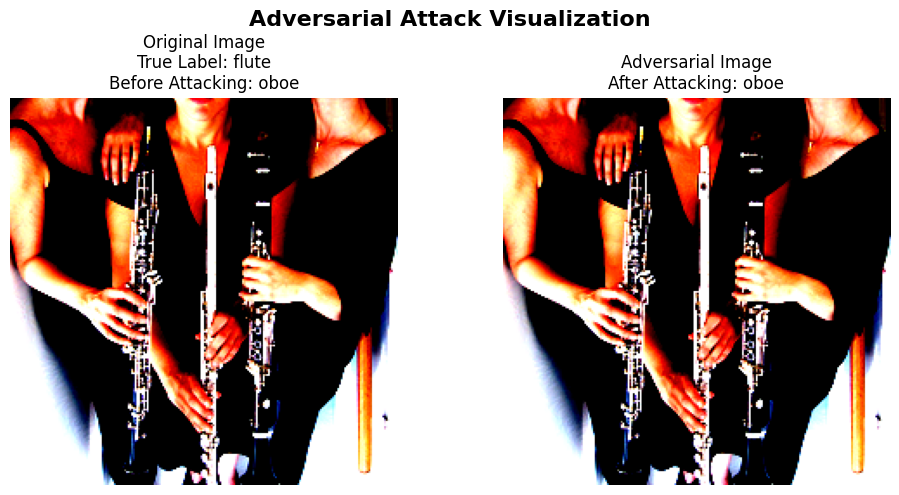 Adversarial Attack Visualization
Original Image
True Label: flute
Before Attacking: oboe
Adversarial Image
After Attacking: oboe